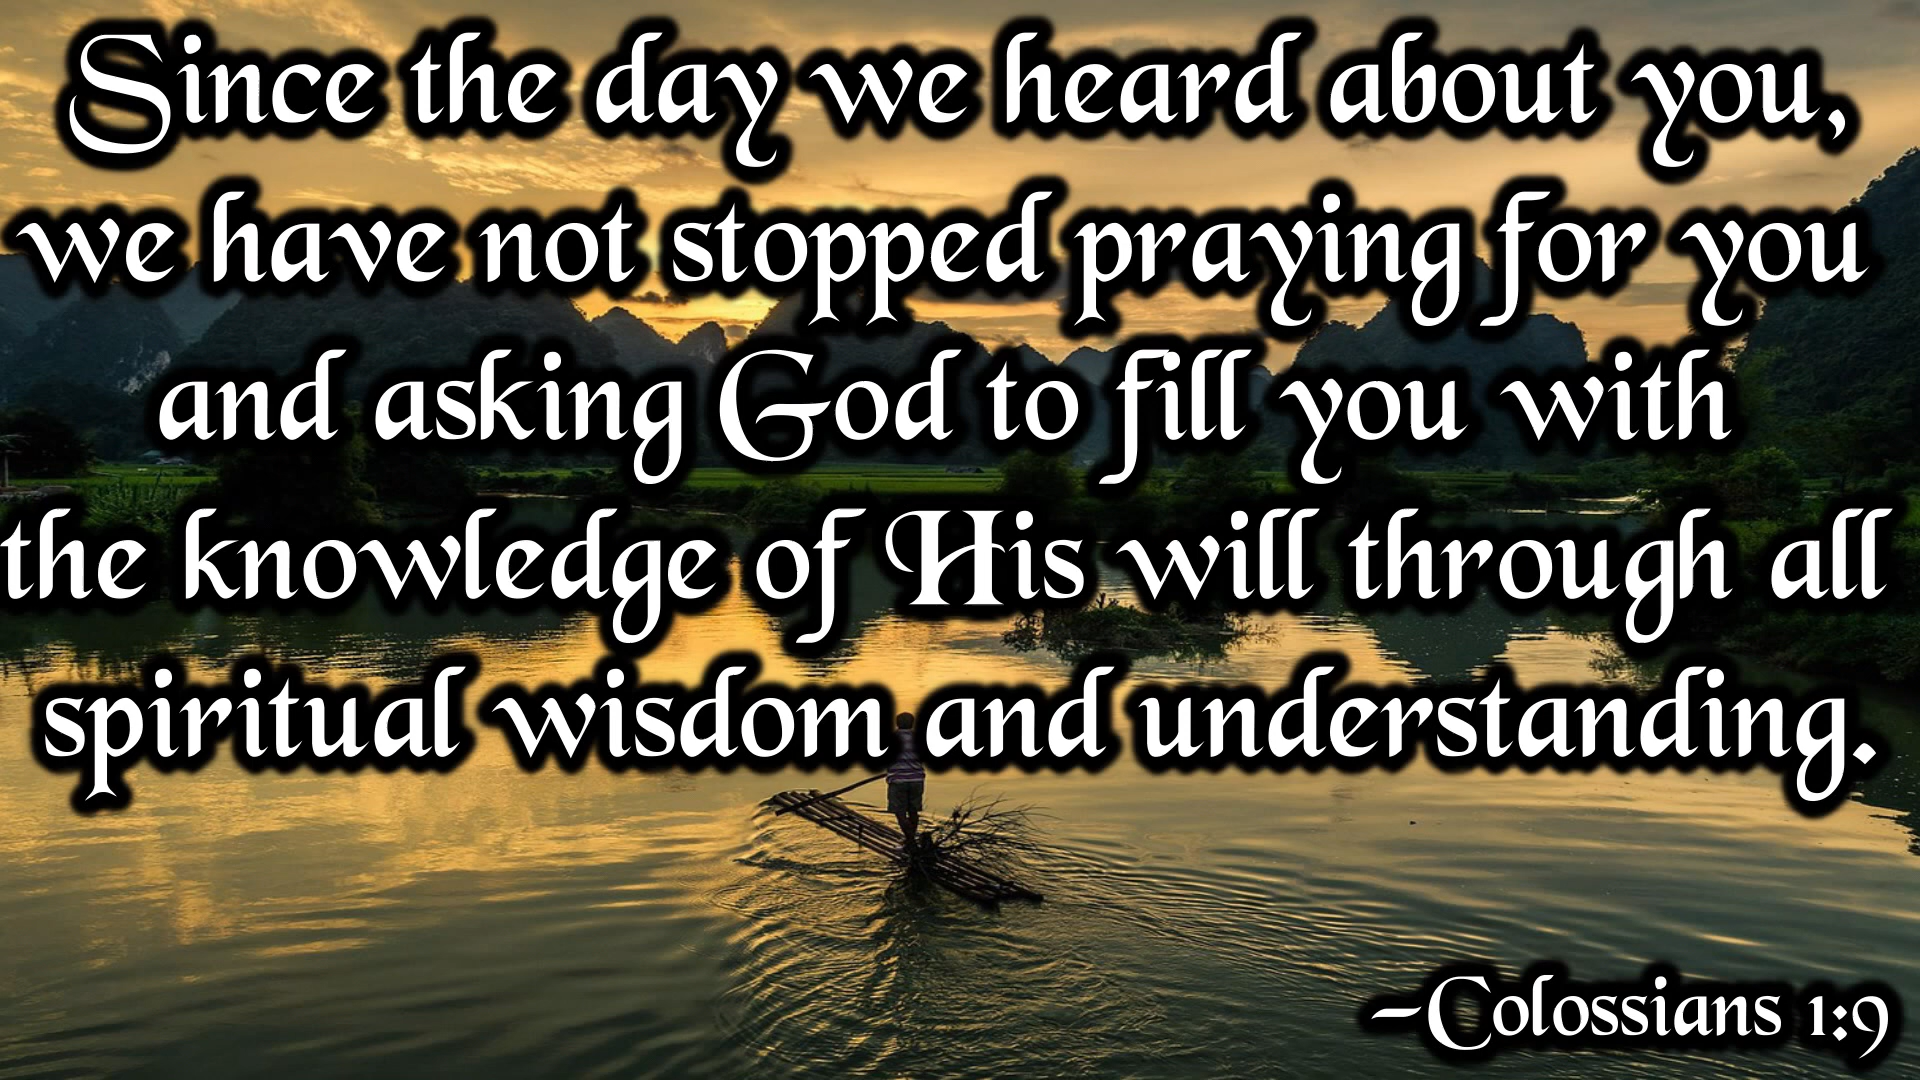 Since the day we heard about you,
we have not stopped praying for you
and asking God to fill you with
the knowledge of His will through all
spiritual wisdom and understanding.
-Colossians 1:9